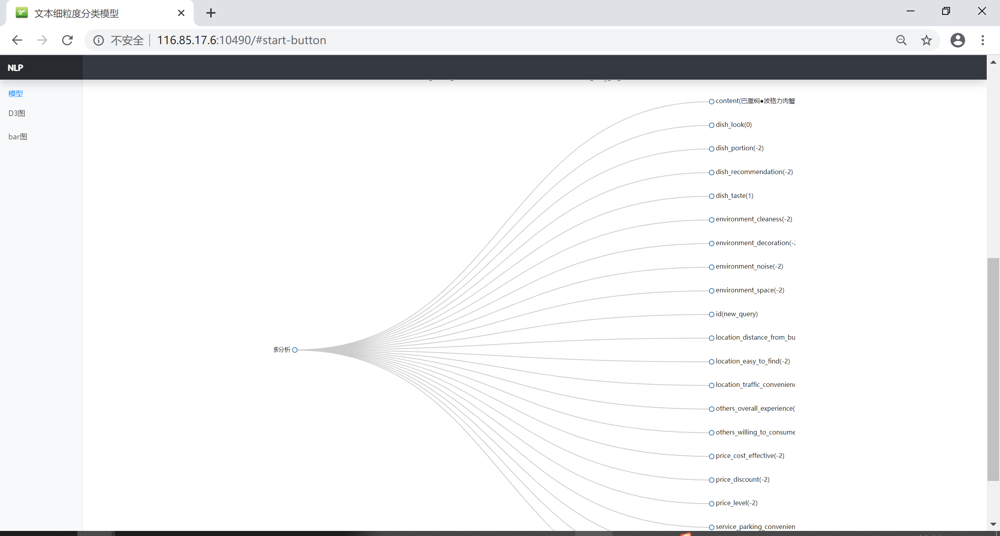 文本细粒度分类模型
不安全 116.85.17.6:10490/#start-button
NLP
模型
D3图
bar图
content(巴厘焖●波格力肉蟹
dish_look(0)
dish_portion(-2)
dish_recommendation(-2)
dish_taste(1)
environment_cleaness(-2)
environment_decoration(-2
environment_noise(-2)
environment_space(-2)
id(new_query)
location_distance_from_bu
感分析
location_easy_to_find(-2)
location_traffic_convenienc
others_overall_experience(
others_willing_to_consume
price_cost_effective(-2)
price_discount(-2)
price_level(-2)
service_parking_convenien